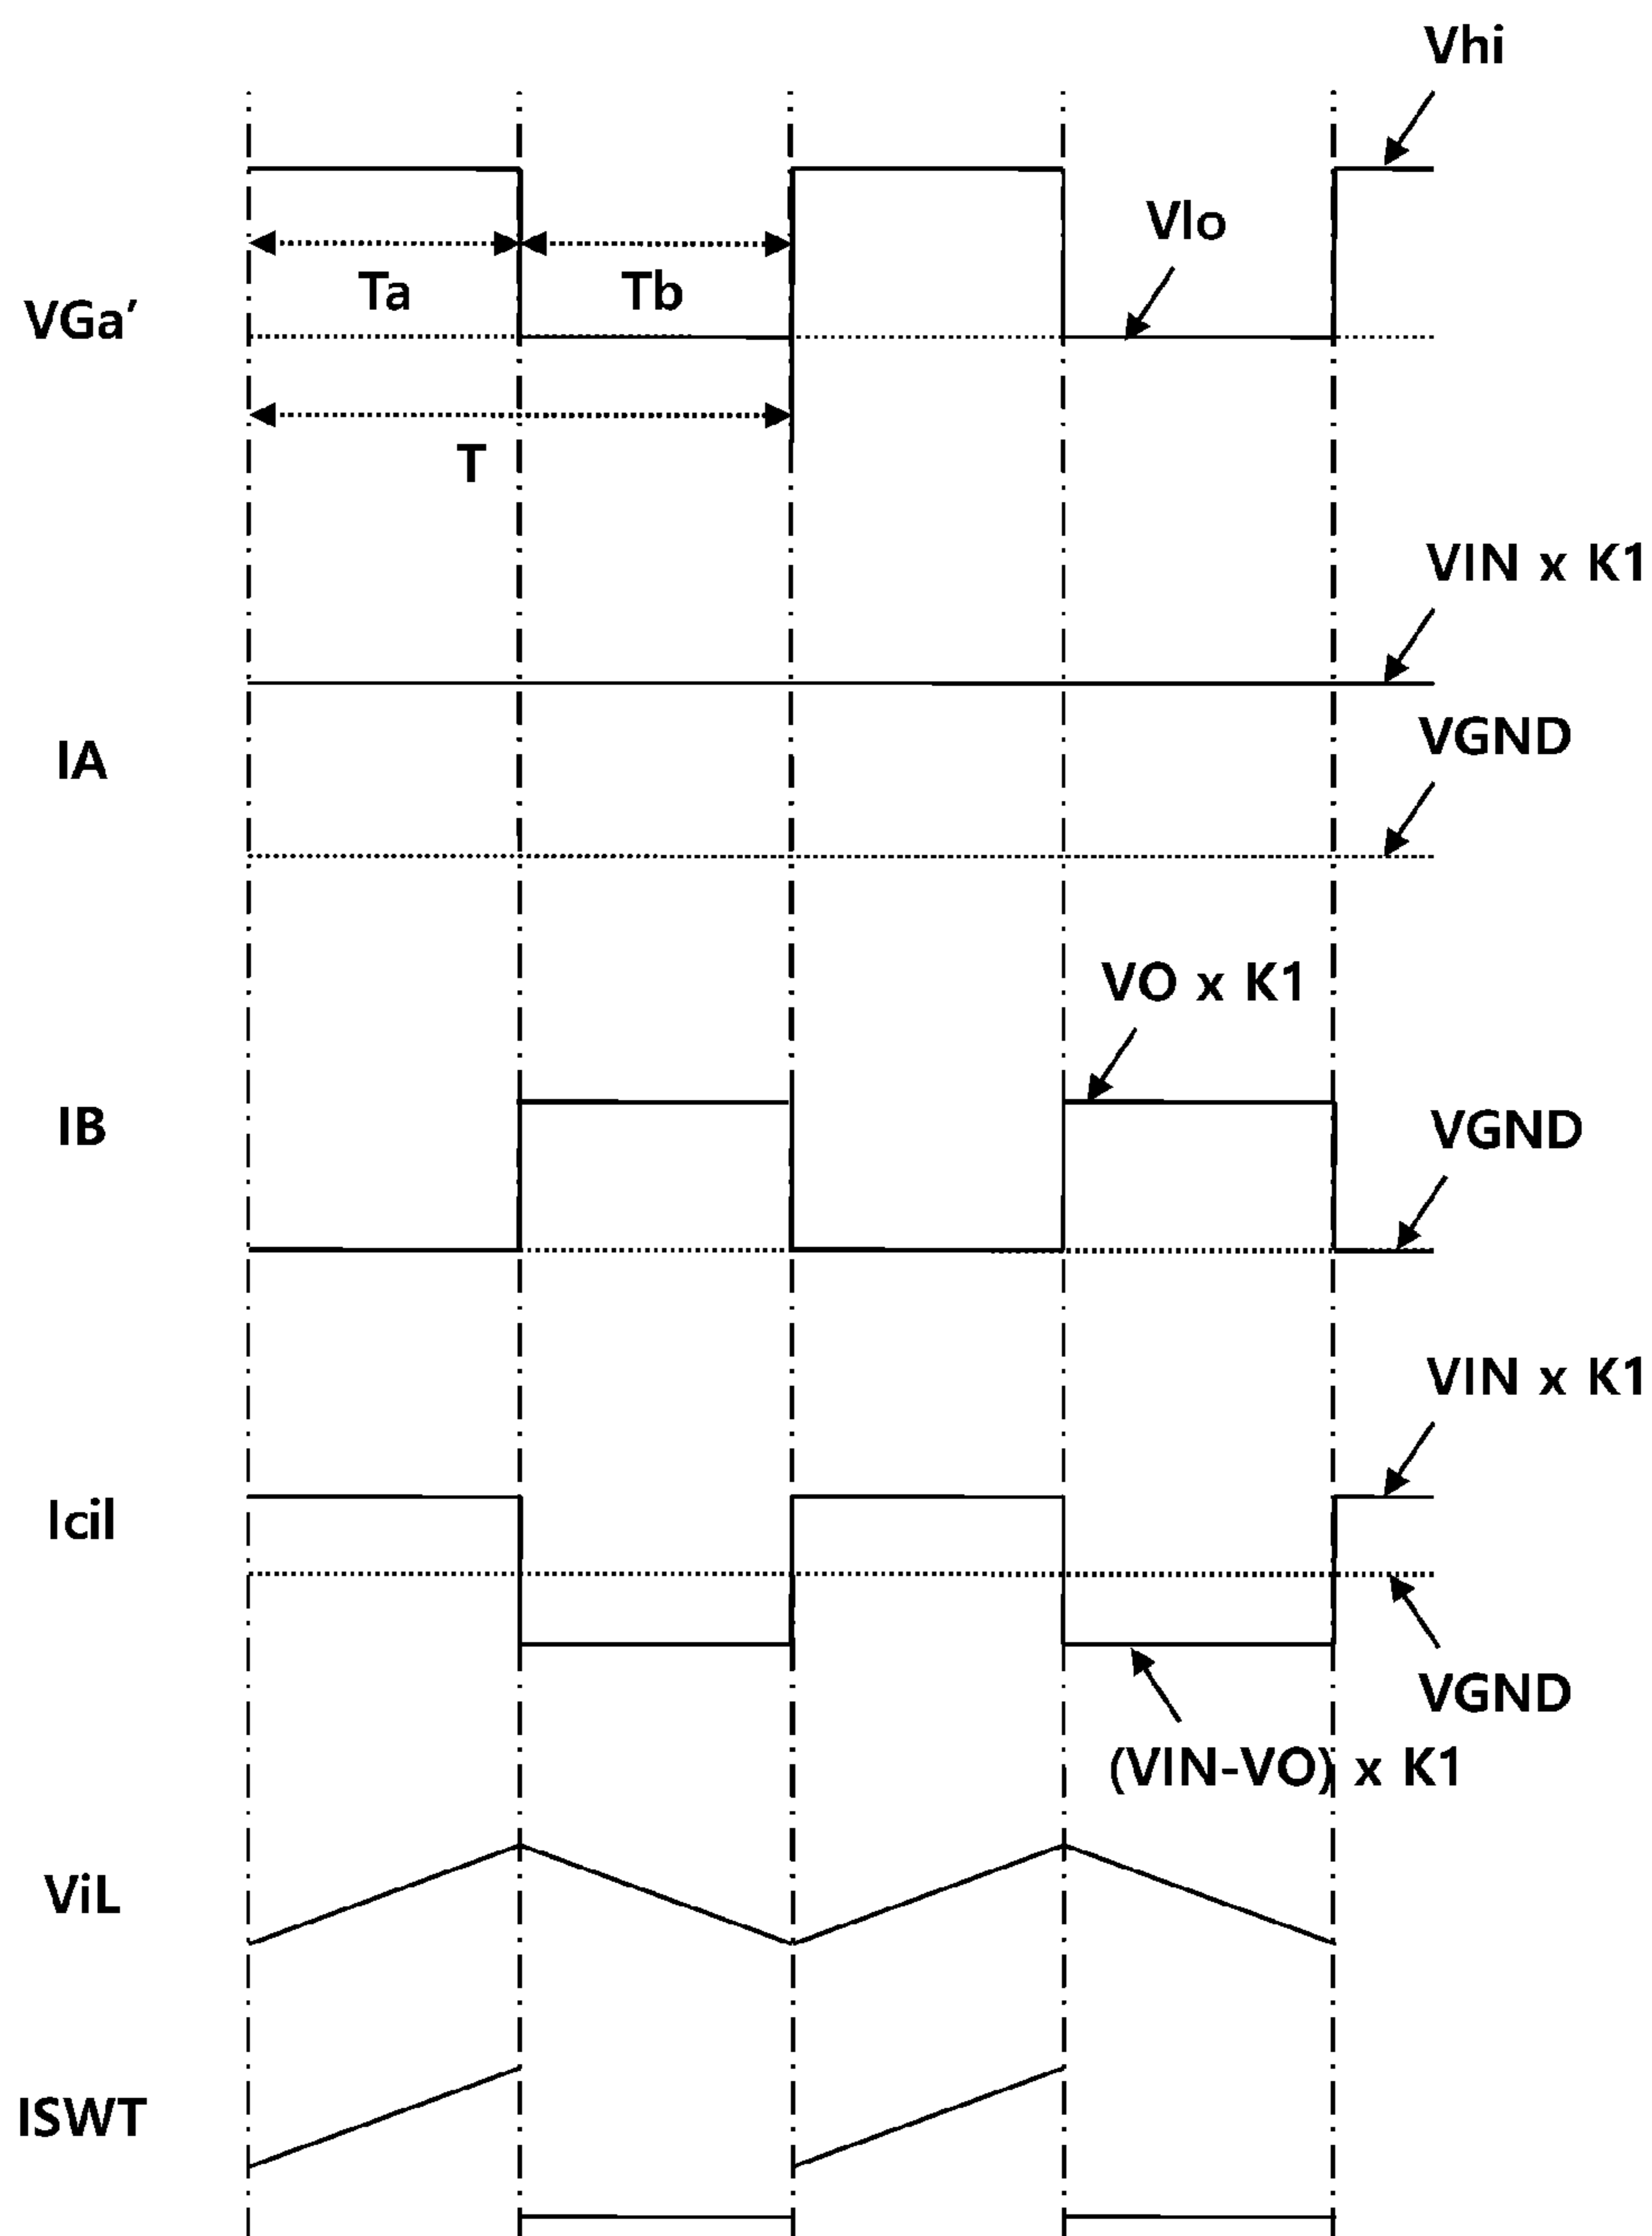 Vhi
Vlo
Ta
Tb
VGa’
T
VIN x K1
IA
VGND
VO x K1
IB
VGND
VIN x K1
Icil
VGND
(VIN-VO) x K1
ViL
ISWT